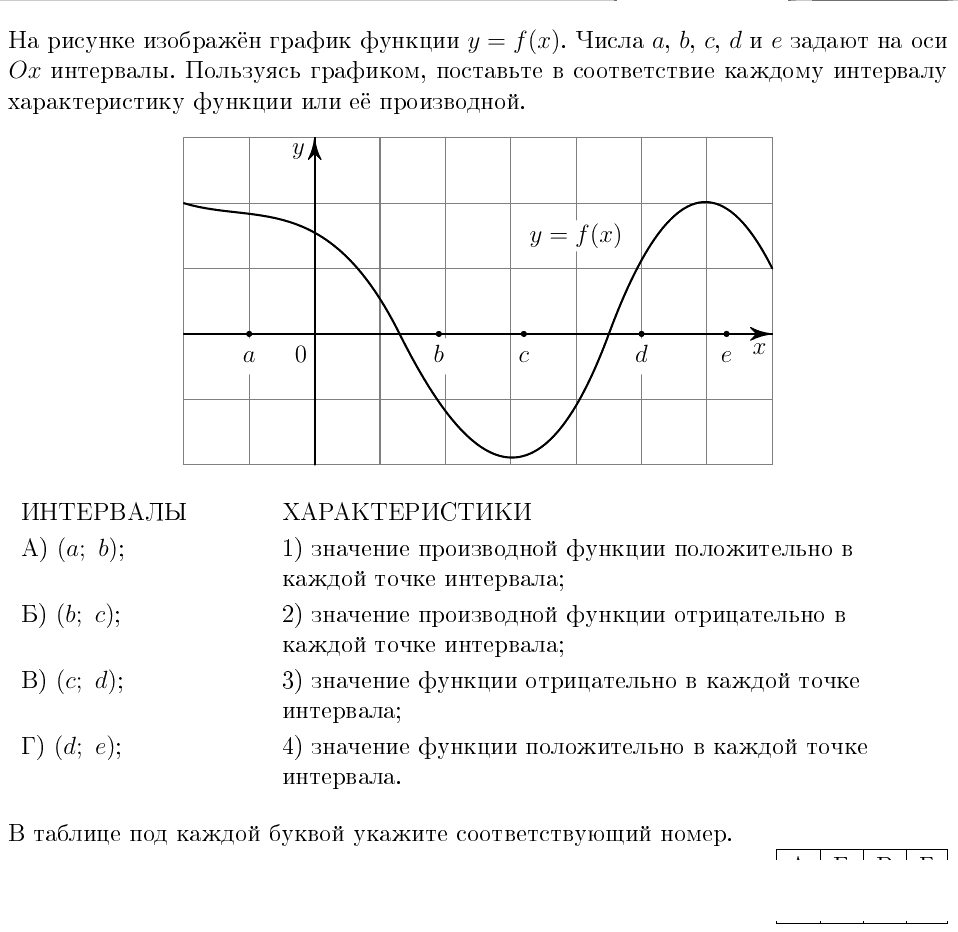 На рисунке изображён график функции y = f(x). Числа a, b, c, d и e задают на оси
Ox интервалы. Пользуясь графиком, поставьте в соответствие каждому интервалу
характеристику функции или её производной.
y
y = f(x)
a 0 b c d e x
ИНТЕРВАЛЫ ХАРАКТЕРИСТИКИ
А) (a; b); 1) значение производной функции положительно в
каждой точке интервала;
Б) (b; c); 2) значение производной функции отрицательно в
каждой точке интервала;
В) (c; d); 3) значение функции отрицательно в каждой точке
интервала;
Г) (d; e); 4) значение функции положительно в каждой точке
интервала.
В таблице под каждой буквой укажите соответствующий номер.